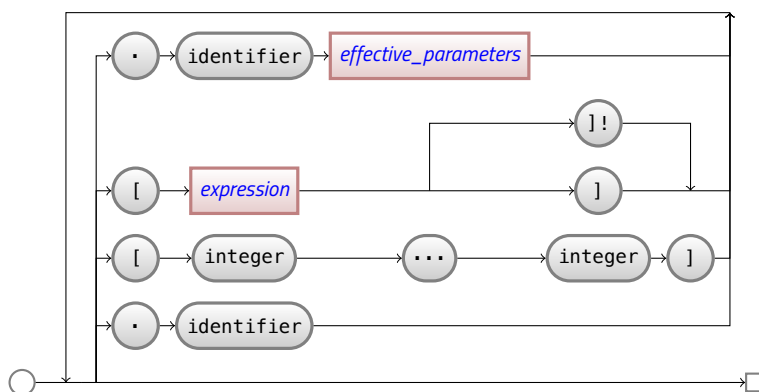 . identifier effective_parameters
]!
[ expression ]
[ integer ... integer ]
. identifier